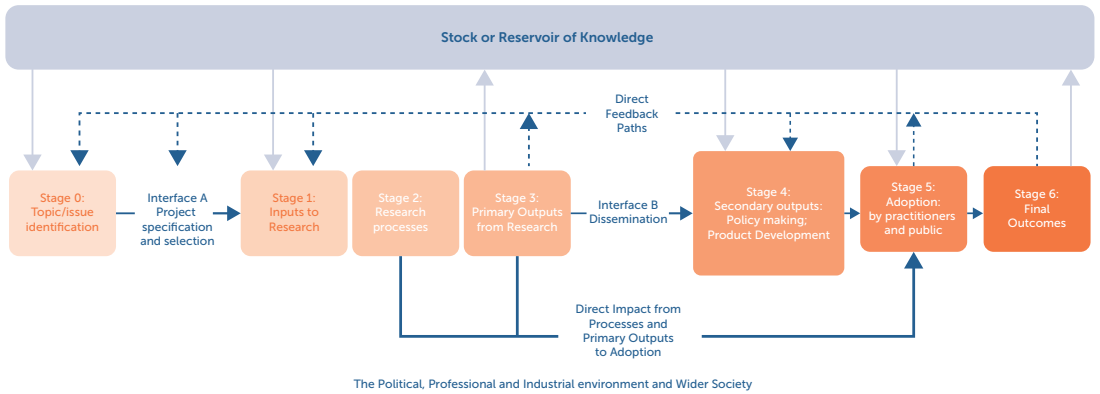 Stock or Reservoir of Knowledge
Direct
Feedback
Paths
Stage 0:
Topic/issue
identification
Interface A
Project
specification
and selection
Stage 1:
Inputs to
Research
Stage 2:
Research
processes
Stage 3:
Primary Outputs
from Research
Interface B
Dissemination
Stage 4:
Secondary outputs:
Policy making;
Product Development
Stage 5:
Adoption:
by practitioners
and public
Stage 6:
Final
Outcomes
Direct Impact from
Processes and
Primary Outputs
to Adoption
The Political, Professional and Industrial environment and Wider Society